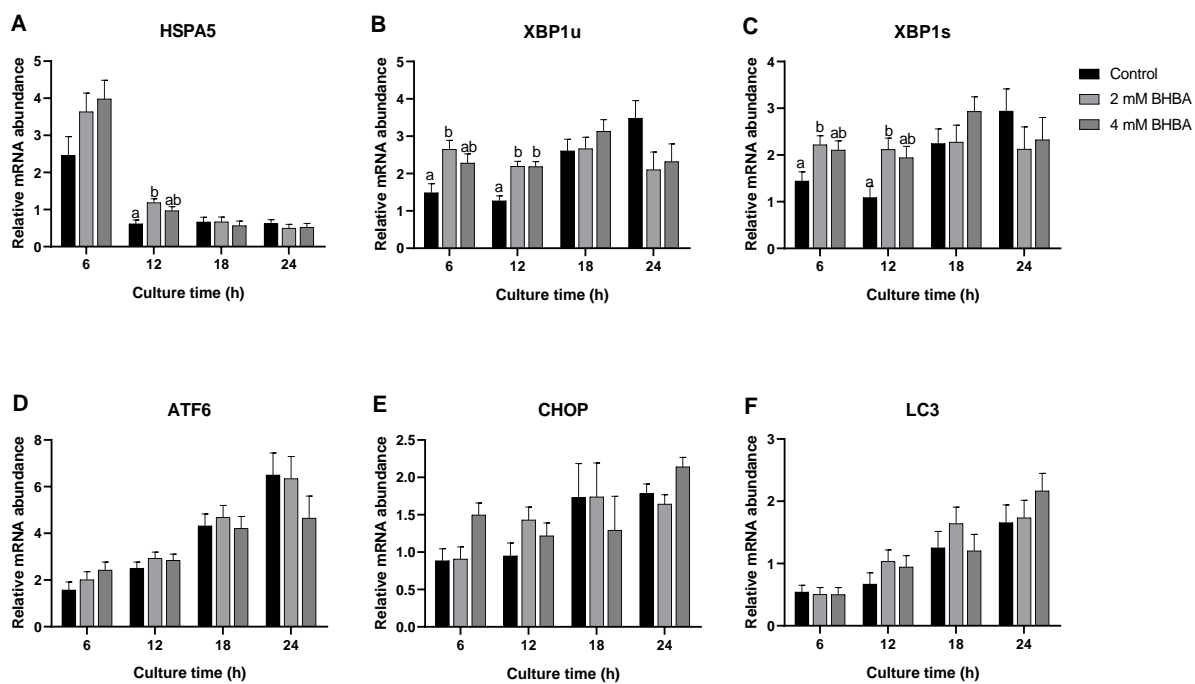 A
HSPA5
Relative mRNA abundance
5
4
3
2
1
0
a
b
ab
6
12
18
24
Culture time (h)
B
XBP1u
Relative mRNA abundance
5
4
3
2
1
0
a
b
ab
a
b
b
6
12
18
24
Culture time (h)
C
XBP1s
Relative mRNA abundance
4
3
2
1
0
a
b
ab
a
b
ab
6
12
18
24
Culture time (h)
Control
2 mM BHBA
4 mM BHBA
D
ATF6
Relative mRNA abundance
8
6
4
2
0
6
12
18
24
Culture time (h)
E
CHOP
Relative mRNA abundance
2.5
2.0
1.5
1.0
0.5
0.0
6
12
18
24
Culture time (h)
F
LC3
Relative mRNA abundance
3
2
1
0
6
12
18
24
Culture time (h)